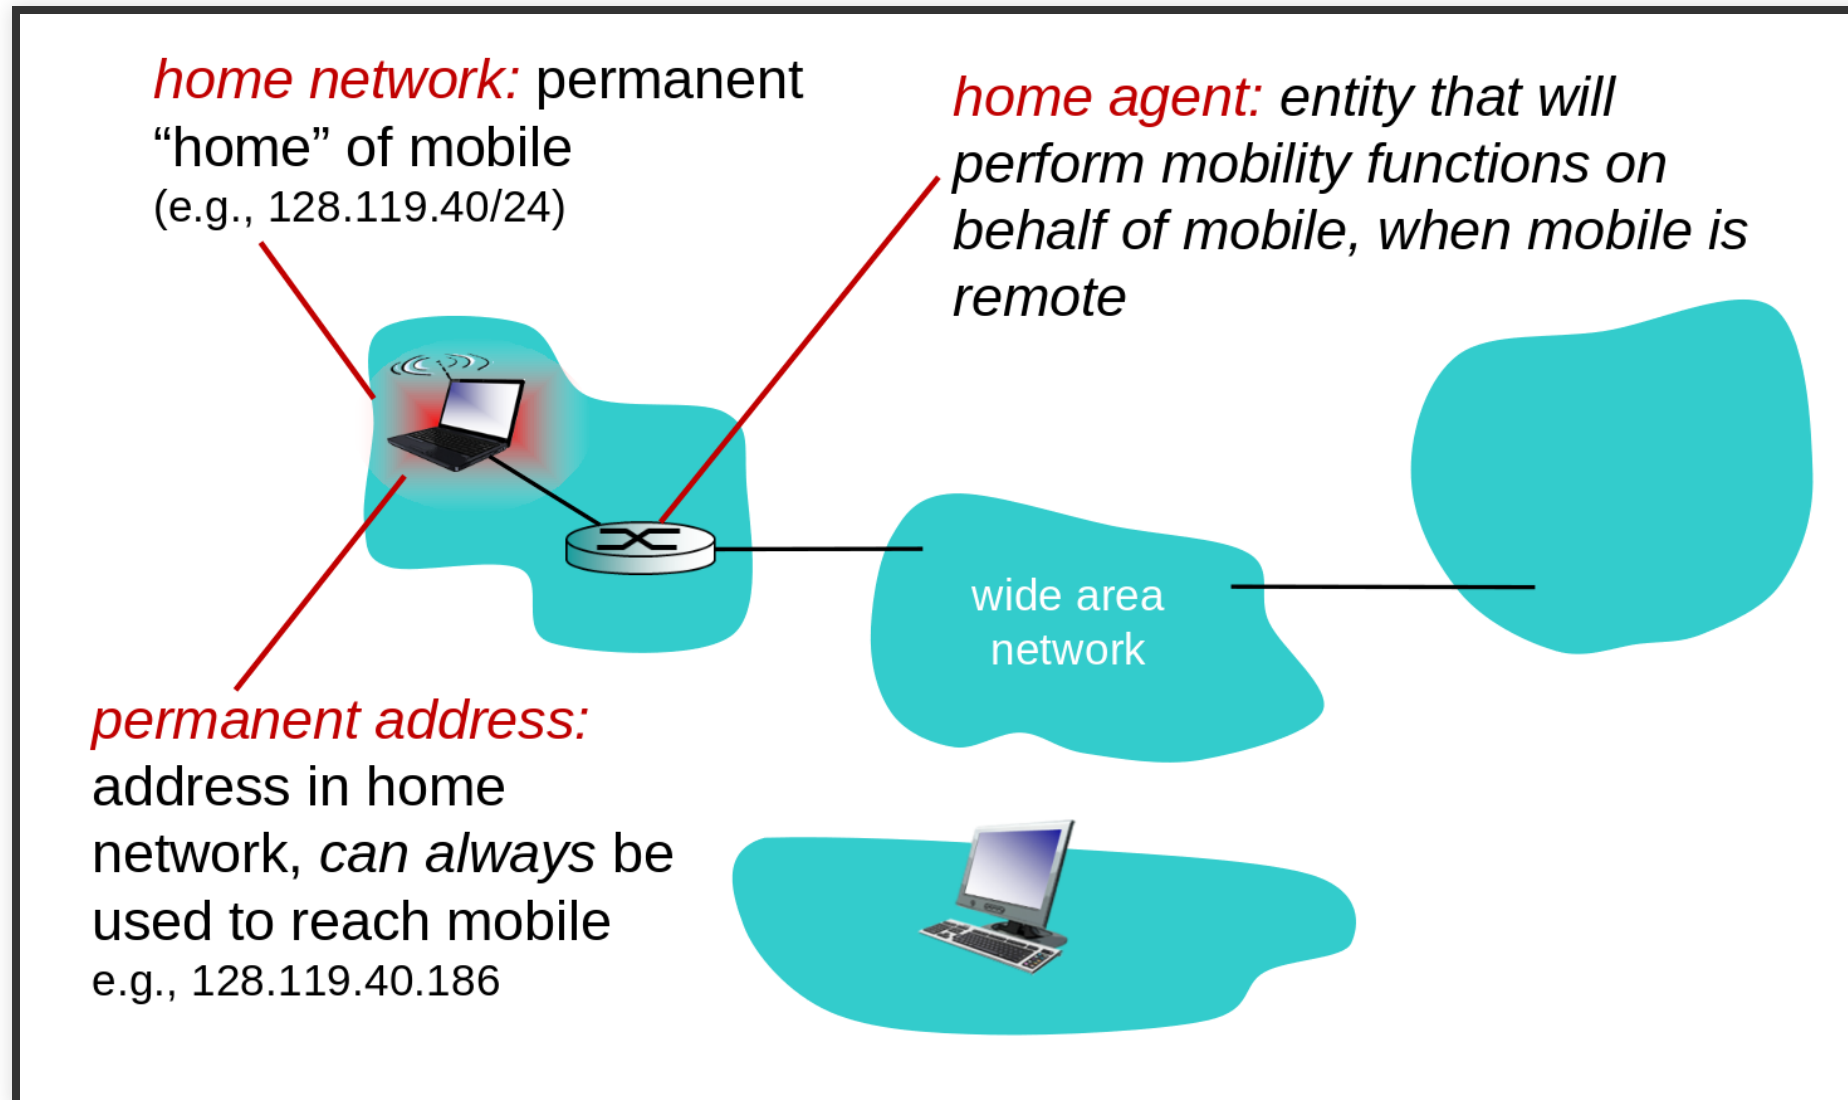 home network: permanent
“home” of mobile
(e.g., 128.119.40/24)
home agent: entity that will
perform mobility functions on
behalf of mobile, when mobile is
remote
wide area
network
permanent address:
address in home
network, can always be
used to reach mobile
e.g., 128.119.40.186